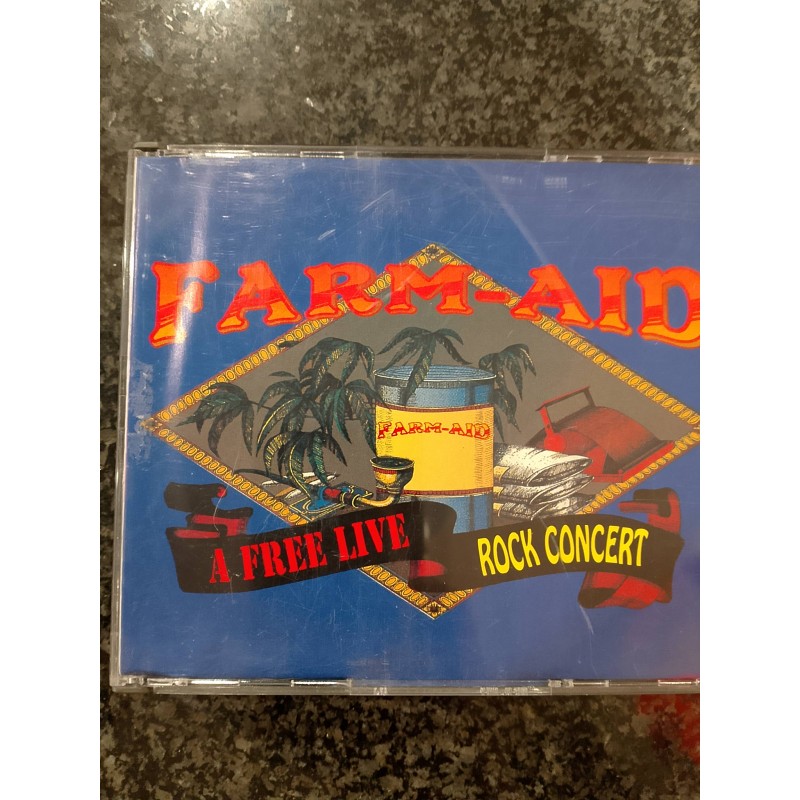 FARM-AID
FARM-AID
A FREE LIVE
ROCK CONCERT